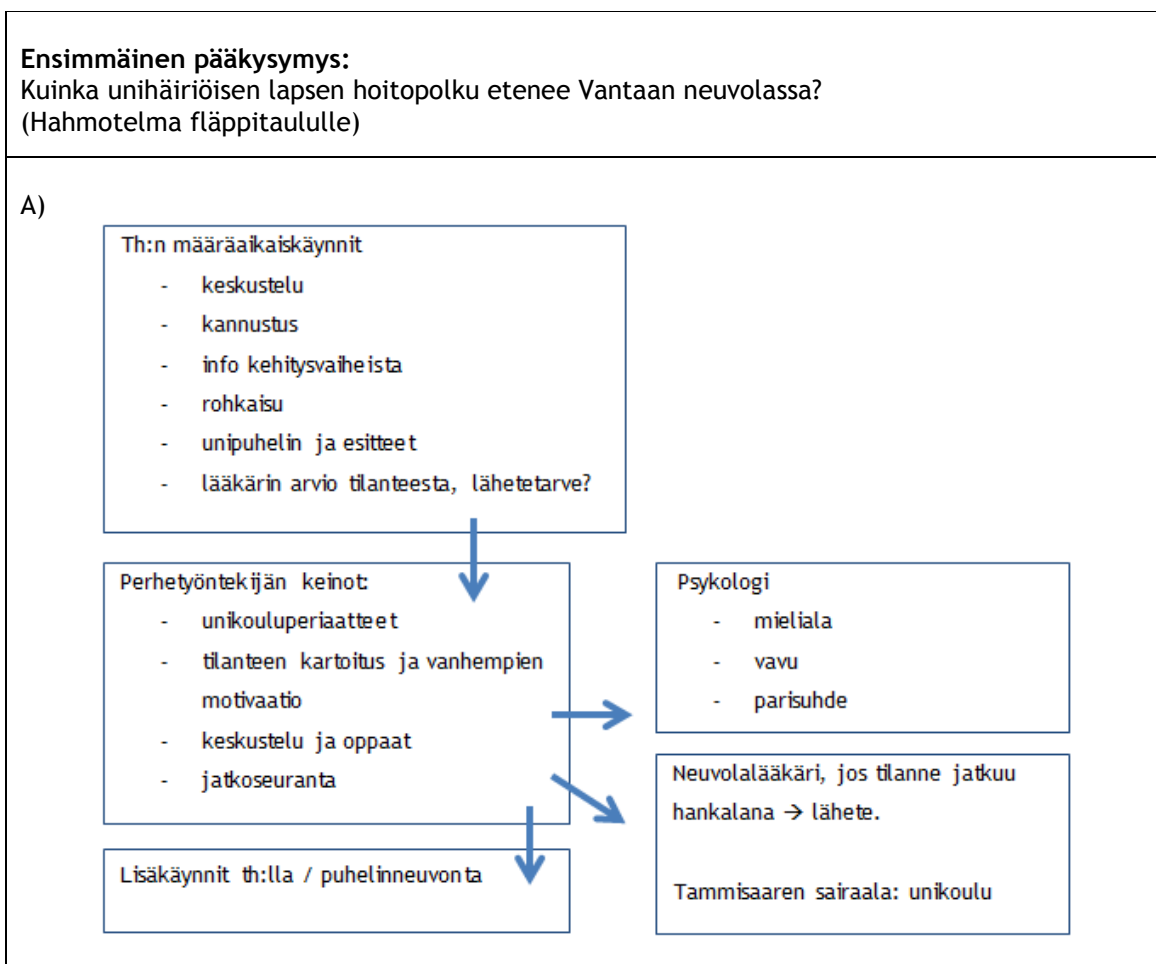 Ensimmäinen pääkysymys:
Kuinka unihäiriöisen lapsen hoitopolku etenee Vantaan neuvolassa?
(Hahmotelma fläppitaululle)
A)
Th:n määräaikaiskäynnit
- keskustelu
- kannustus
- info kehitysvaiheista
- rohkaisu
- unipuhelin ja esitteet
- lääkärin arvio tilanteesta, lähetetarve?
Perhetyöntekijän keinot:
- unikouluperiaatteet
- tilanteen kartoitus ja vanhempien
motivaatio
- keskustelu ja oppaat
- jatkoseuranta
Psykologi
- mieliala
- vavu
- parisuhde
Neuvolalääkäri, jos tilanne jatkuu
hankalana → lähete.
Tammisaaren sairaala: unikoulu
Lisäkäynnit th:lla / puhelinneuvonta